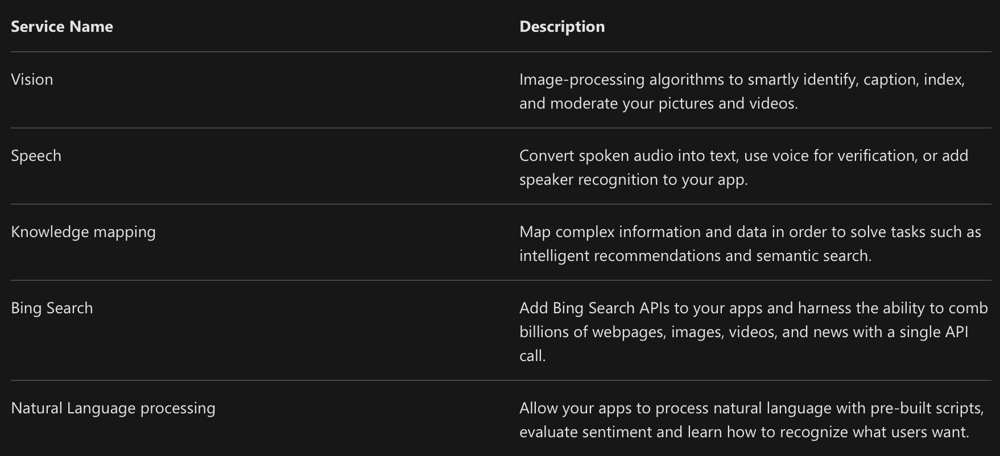 Service Name
Description
Vision
Image-processing algorithms to smartly identify, caption, index,
and moderate your pictures and videos.
Speech
Convert spoken audio into text, use voice for verification, or add
speaker recognition to your app.
Knowledge mapping
Map complex information and data in order to solve tasks such as
intelligent recommendations and semantic search.
Bing Search
Add Bing Search APIs to your apps and harness the ability to comb
billions of webpages, images, videos, and news with a single API
call.
Natural Language processing
Allow your apps to process natural language with pre-built scripts,
evaluate sentiment and learn how to recognize what users want.